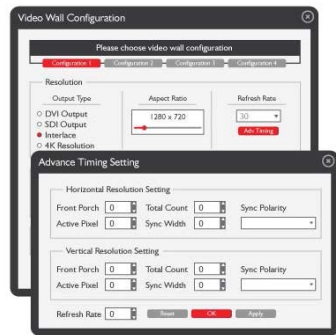 Video Wall Configuration
Please choose video wall configuration
Configuration 1 Configuration 2 Configuration 3 Configuration 4
Resolution
Output Type Aspect Ratio Refresh Rate
DVI Output 1280 x 720 30
SDI Output Adv Timing
Interface
4K Resolution
Advance Timing Setting
Horizontal Resolution Setting
Front Porch 0 Total Count 0 Sync Polarity
Active Pixel 0 Sync Width 0
Vertical Resolution Setting
Front Porch 0 Total Count 0 Sync Polarity
Active Pixel 0 Sync Width 0
Refresh Rate 0 Reset OK Apply